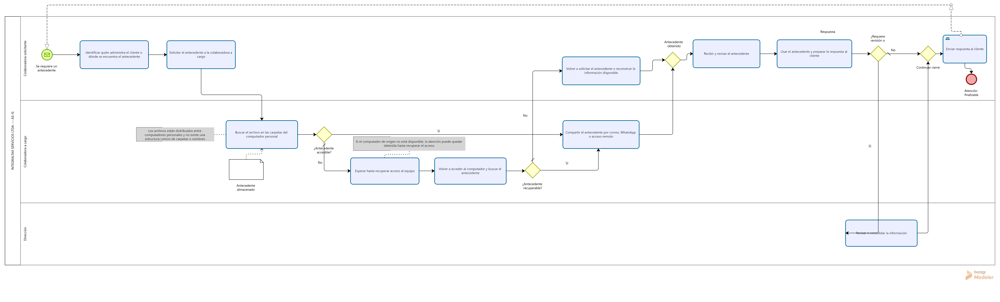 INTEGRALTAX SERVICIOS LTDA. — AS-IS
Colaboradora solicitante
Se requiere un
antecedente
Identificar quién administra el cliente o
dónde se encuentra el antecedente
Solicitar el antecedente a la colaboradora a
cargo
Volver a solicitar el antecedente o reconstruir la
información disponible
Antecedente
obtenido
Recibir y revisar el antecedente
Respuesta
Usar el antecedente y preparar la respuesta al
cliente
¿Requiere
revisión o
No
Continuar cierre
Enviar respuesta al cliente
Atención
finalizada
Colaboradora a cargo
Los archivos están distribuidos entre
computadores personales y no existe una
estructura común de carpetas o nombres.
Buscar el archivo en las carpetas del
computador personal
Antecedente
almacenado
¿Antecedente
accesible?
No
Sí
Si el computador de origen no está disponible, la atención puede quedar
detenida hasta recuperar el acceso.
Esperar hasta recuperar acceso al equipo
Volver a acceder al computador y buscar el
antecedente
¿Antecedente
recuperable?
No
Sí
Compartir el antecedente por correo, WhatsApp
o acceso remoto
Sí
Dirección
Revisar o consolidar la información
bizagi
Modeler